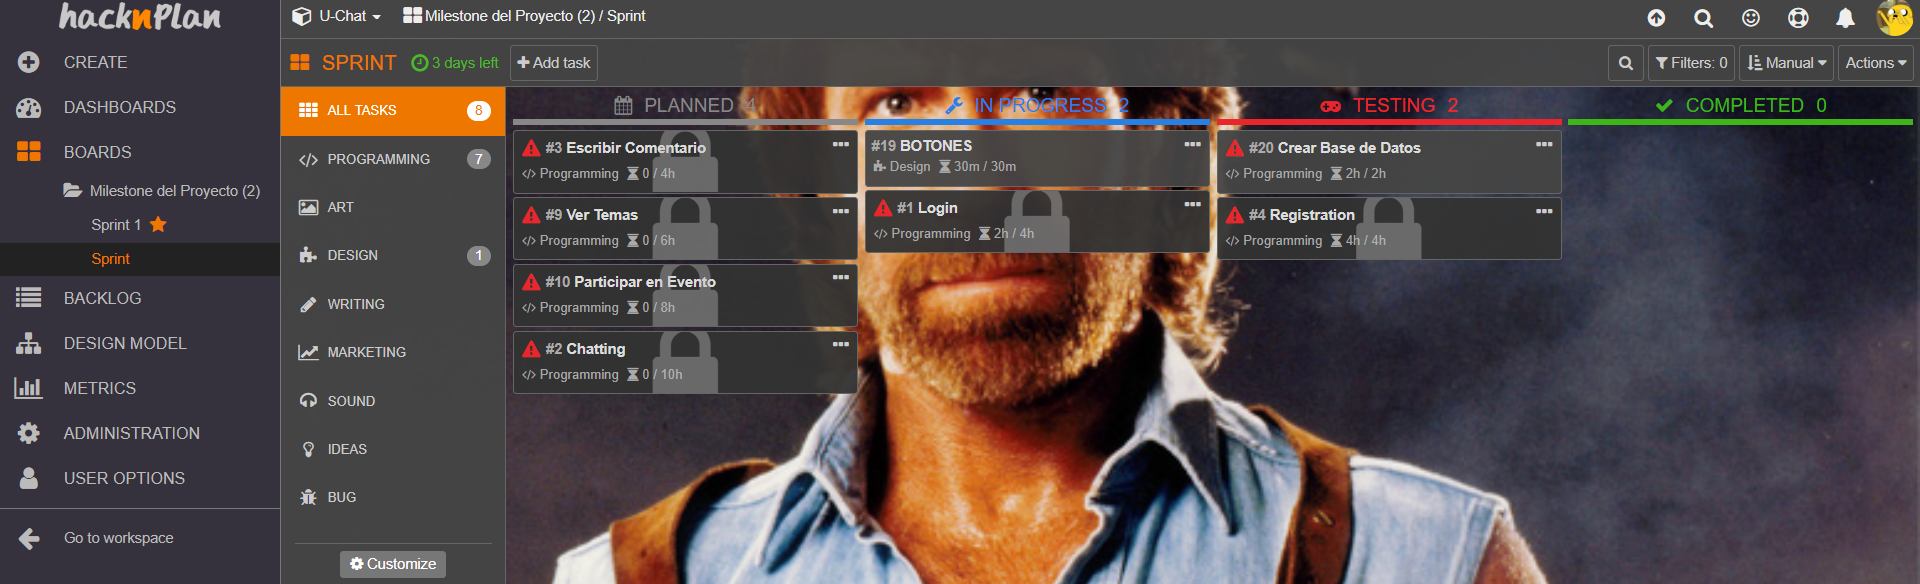 hacknPlan
U-Chat
Milestone del Proyecto (2) / Sprint
CREATE
DASHBOARDS
BOARDS
Milestone del Proyecto (2)
Sprint 1
Sprint
BACKLOG
DESIGN MODEL
METRICS
ADMINISTRATION
USER OPTIONS
Go to workspace
SPRINT
3 days left
Add task
Filters: 0
Manual
Actions
ALL TASKS 8
PROGRAMMING 7
ART
DESIGN 1
WRITING
MARKETING
SOUND
IDEAS
BUG
Customize
PLANNED 4
#3 Escribir Comentario
Programming 0 / 4h
#9 Ver Temas
Programming 0 / 6h
#10 Participar en Evento
Programming 0 / 8h
#2 Chatting
Programming 0 / 10h
IN PROGRESS 2
#19 BOTONES
Design 30m / 30m
#1 Login
Programming 2h / 4h
TESTING 2
#20 Crear Base de Datos
Programming 2h / 2h
#4 Registration
Programming 4h / 4h
COMPLETED 0